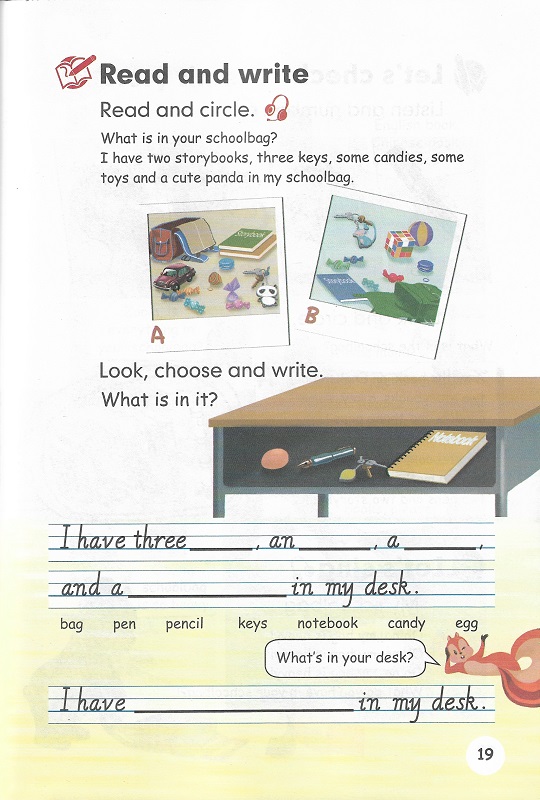 Read and write
Read and circle.
What is in your schoolbag?
I have two storybooks, three keys, some candies, some
toys and a cute panda in my schoolbag.
Storybook
Storybook
A
B
Look, choose and write.
What is in it?
Notebook
I have three ______, an ______, a ______,
and a ______________ in my desk.
bag pen pencil keys notebook candy egg
What's in your desk?
I have ____________________ in my desk.
19